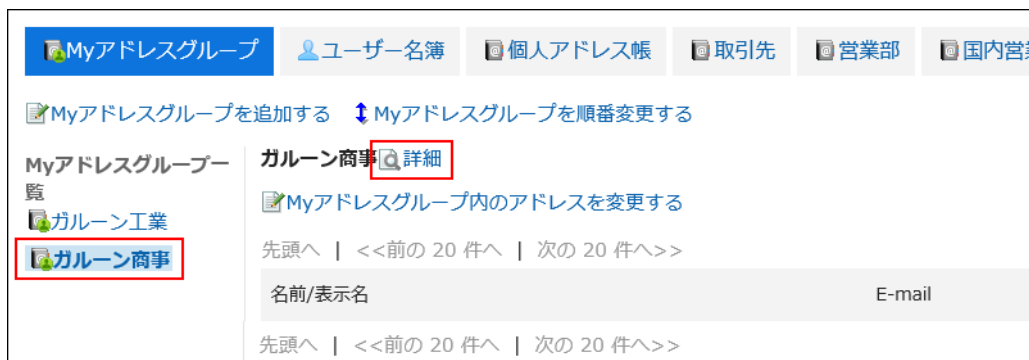 Myアドレスグループ ユーザー名簿 個人アドレス帳 取引先 営業部 国内営
Myアドレスグループを追加する Myアドレスグループを順番変更する
Myアドレスグループ一
覧
ガルーン工業
ガルーン商事
ガルーン商事 詳細
Myアドレスグループ内のアドレスを変更する
先頭へ | <<前の 20 件へ | 次の 20 件へ>>
名前/表示名 E-mail
先頭へ | <<前の 20 件へ | 次の 20 件へ>>